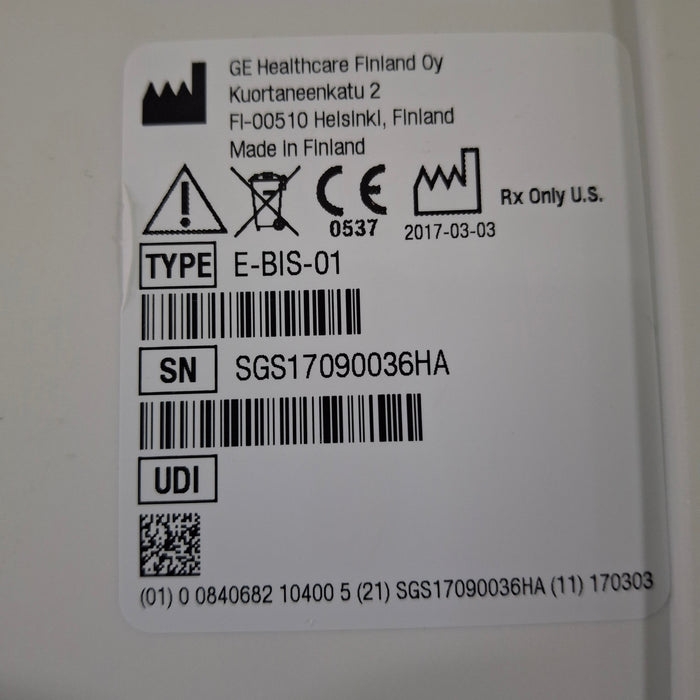 GE Healthcare Finland Oy
Kuortaneenkatu 2
FI-00510 Helsinki, Finland
Made in Finland
0537
2017-03-03
Rx Only U.S.
TYPE E-BIS-01
SN SGS17090036HA
UDI
(01) 0 0840682 10400 5 (21) SGS17090036HA (11) 170303